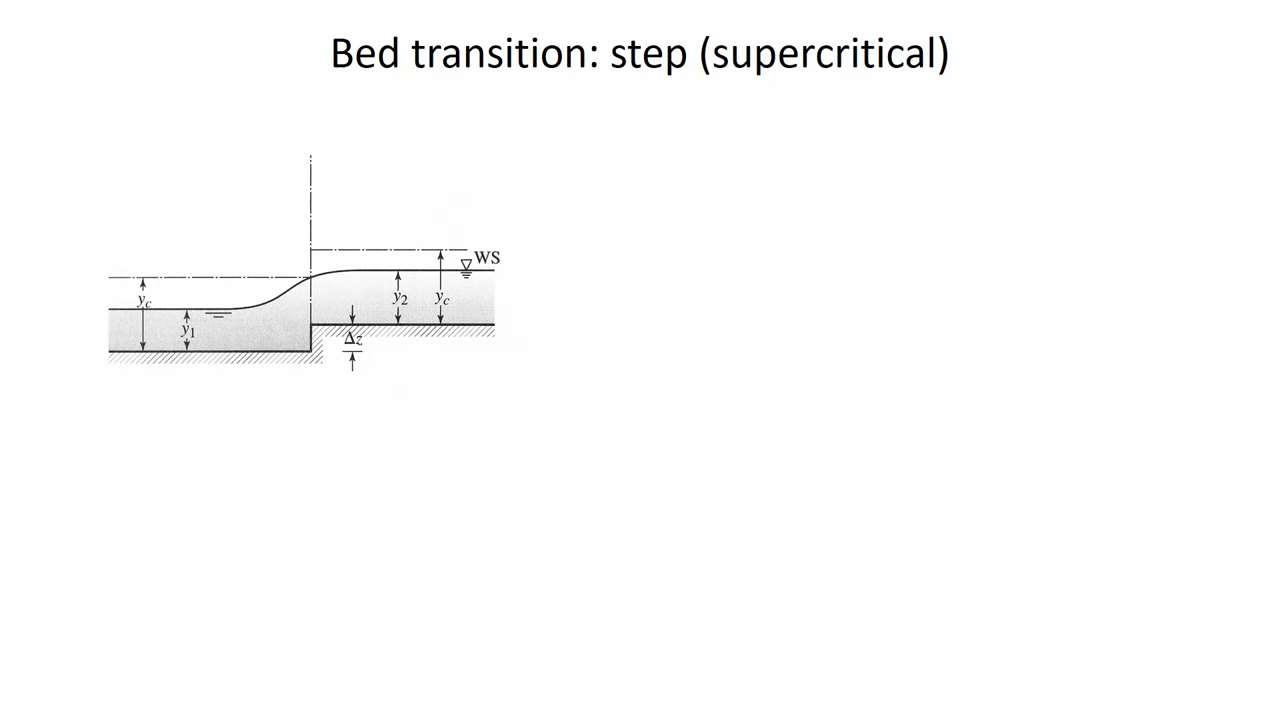 Bed transition: step (supercritical)
WS
y_c
y_1
y_2
y_c
Δz